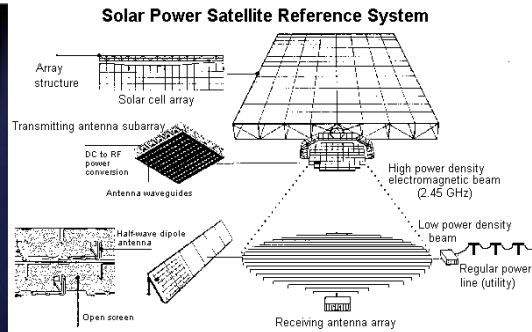 Solar Power Satellite Reference System
Array
structure
Solar cell array
Transmitting antenna subarray
DC to RF
power
conversion
Antenna waveguides
High power density
electromagnetic beam
(2.45 GHz)
Half-wave dipole
antenna
Open screen
Low power density
beam
Regular power
line (utility)
Receiving antenna array